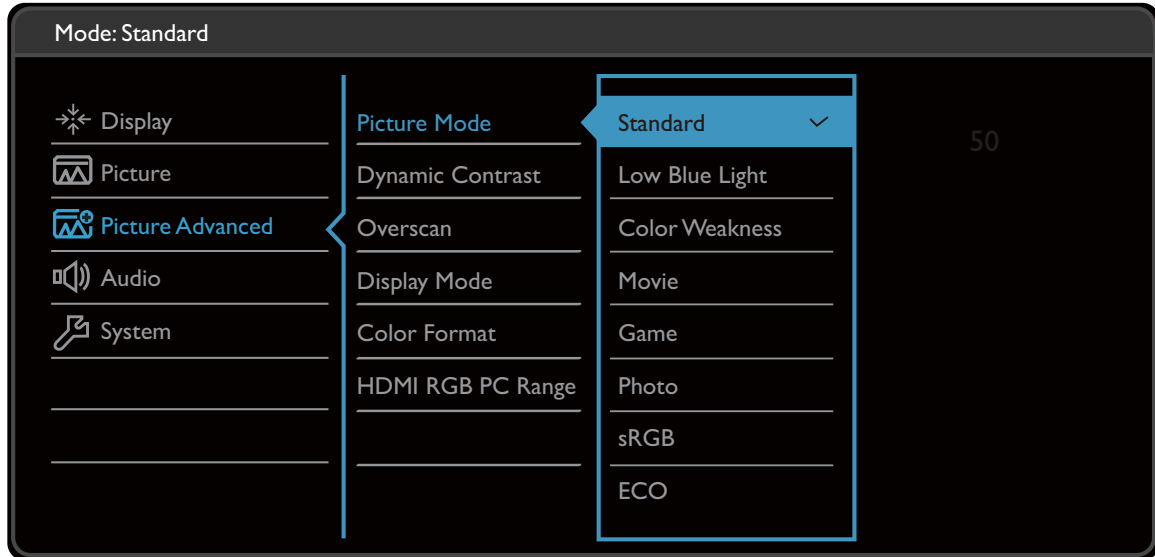 Mode: Standard
Display
Picture
Picture Advanced
Audio
System
Picture Mode
Dynamic Contrast
Overscan
Display Mode
Color Format
HDMI RGB PC Range
Standard
Low Blue Light
Color Weakness
Movie
Game
Photo
sRGB
ECO
50